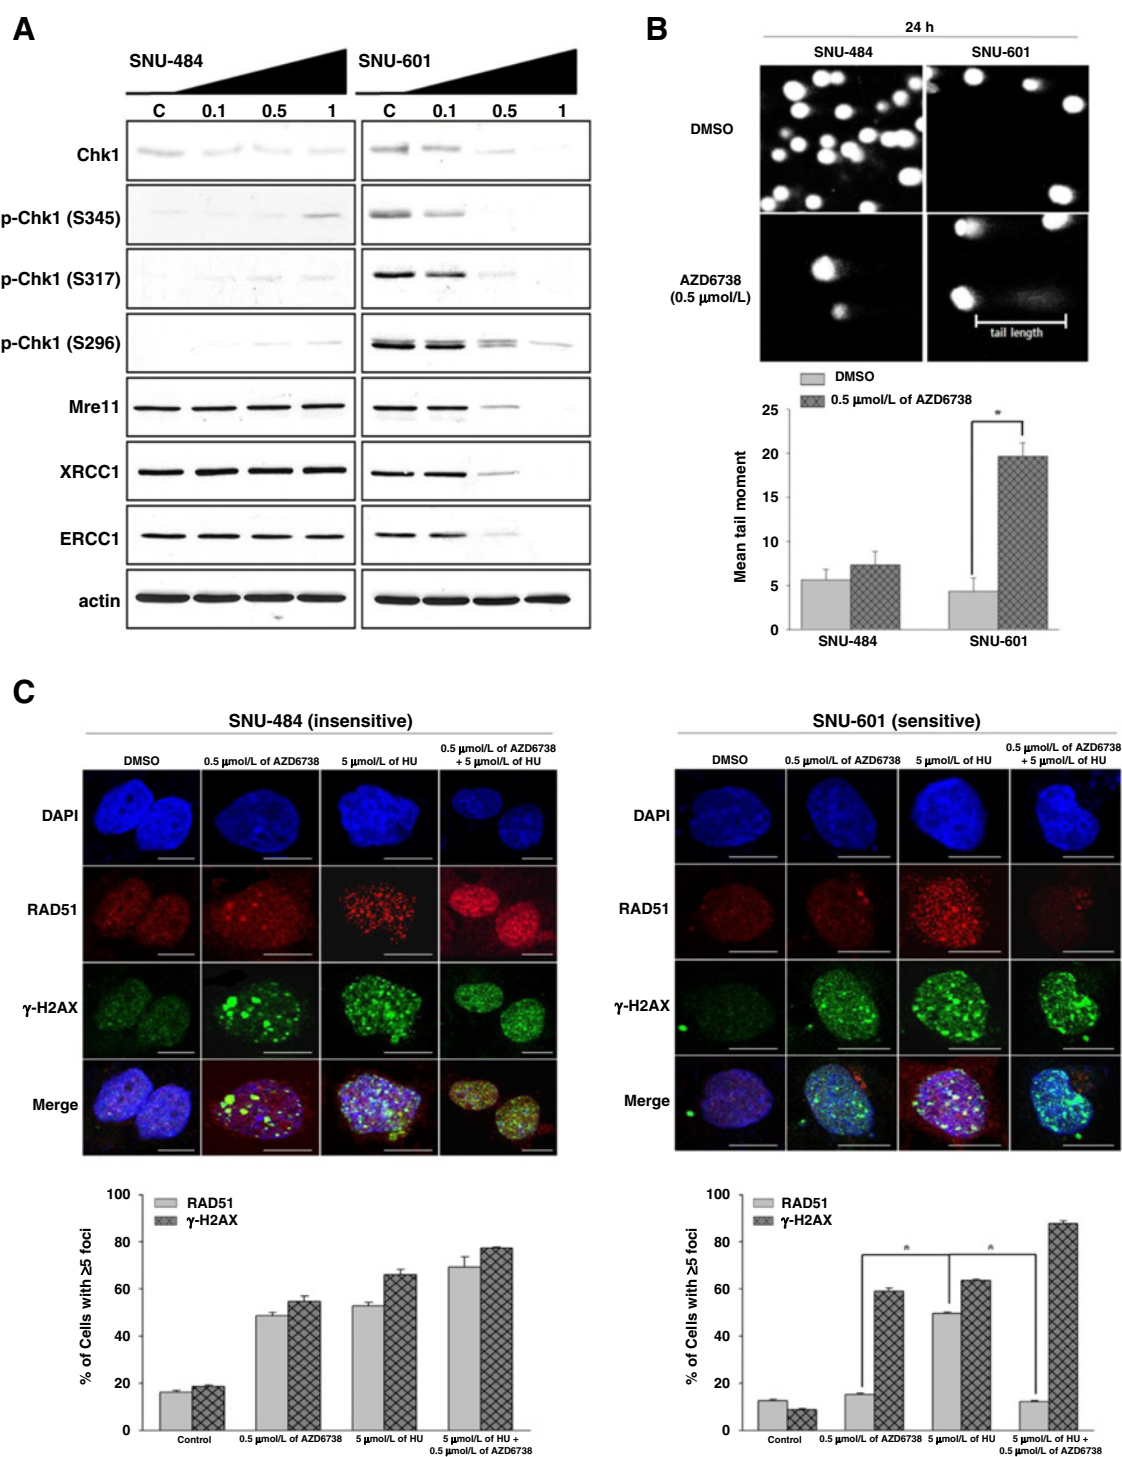 A
SNU-484
SNU-601
C 0.1 0.5 1
C 0.1 0.5 1
Chk1
p-Chk1 (S345)
p-Chk1 (S317)
p-Chk1 (S296)
Mre11
XRCC1
ERCC1
actin
B
24 h
SNU-484
SNU-601
DMSO
AZD6738
(0.5 µmol/L)
tail length
DMSO
0.5 µmol/L of AZD6738
*
Mean tail moment
25
20
15
10
5
0
SNU-484
SNU-601
C
SNU-484 (insensitive)
DMSO
0.5 µmol/L of AZD6738
5 µmol/L of HU
0.5 µmol/L of AZD6738
+ 5 µmol/L of HU
DAPI
RAD51
γ-H2AX
Merge
SNU-601 (sensitive)
DMSO
0.5 µmol/L of AZD6738
5 µmol/L of HU
0.5 µmol/L of AZD6738
+ 5 µmol/L of HU
DAPI
RAD51
γ-H2AX
Merge
% of Cells with ≥5 foci
100
80
60
40
20
0
RAD51
γ-H2AX
Control
0.5 µmol/L of AZD6738
5 µmol/L of HU
5 µmol/L of HU +
0.5 µmol/L of AZD6738
% of Cells with ≥5 foci
100
80
60
40
20
0
RAD51
γ-H2AX
*
*
Control
0.5 µmol/L of AZD6738
5 µmol/L of HU
5 µmol/L of HU +
0.5 µmol/L of AZD6738